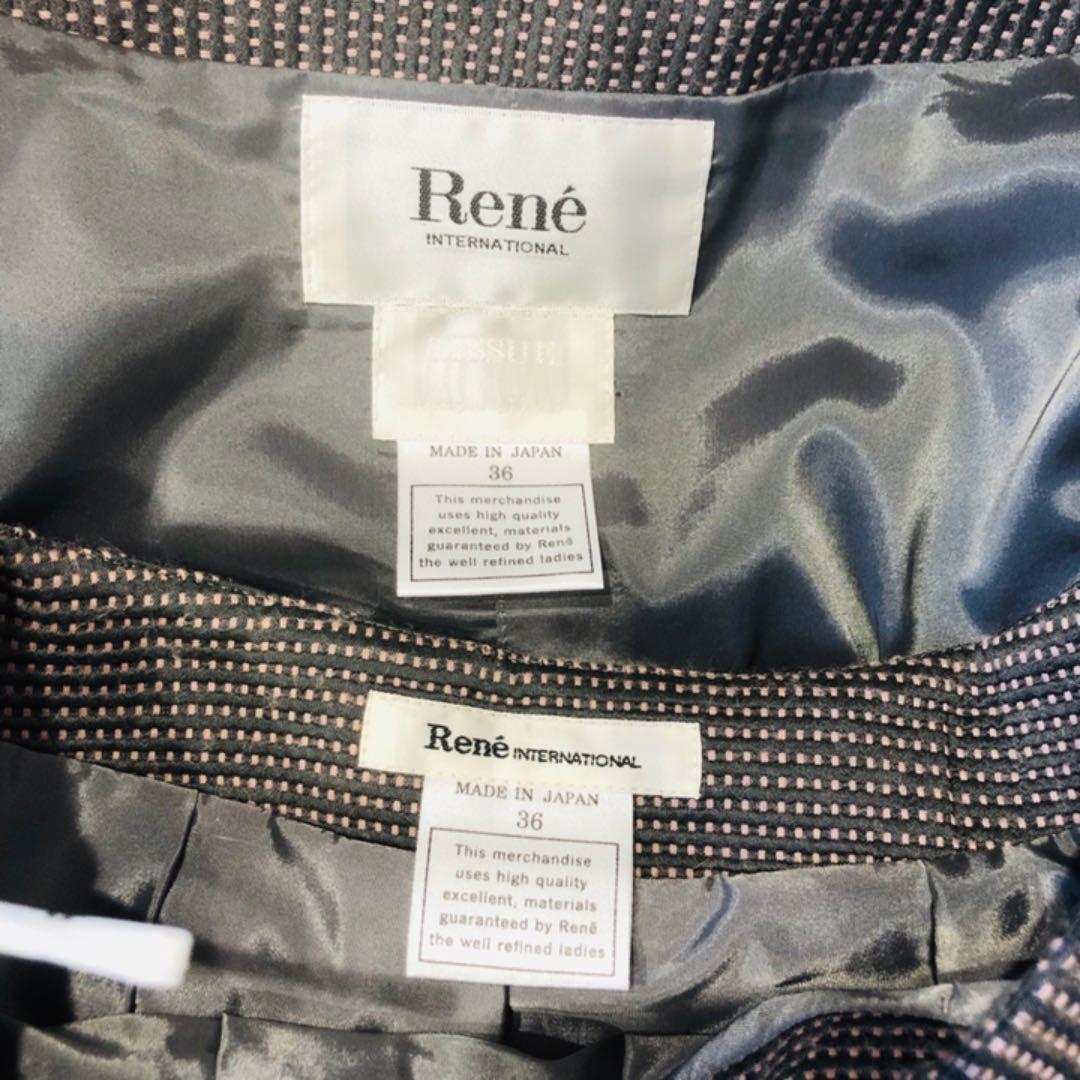 René
INTERNATIONAL
TISSUE
MADE IN JAPAN
36
This merchandise
uses high quality
excellent, materials
guaranteed by René
the well refined ladies
René INTERNATIONAL
MADE IN JAPAN
36
This merchandise
uses high quality
excellent, materials
guaranteed by René
the well refined ladies